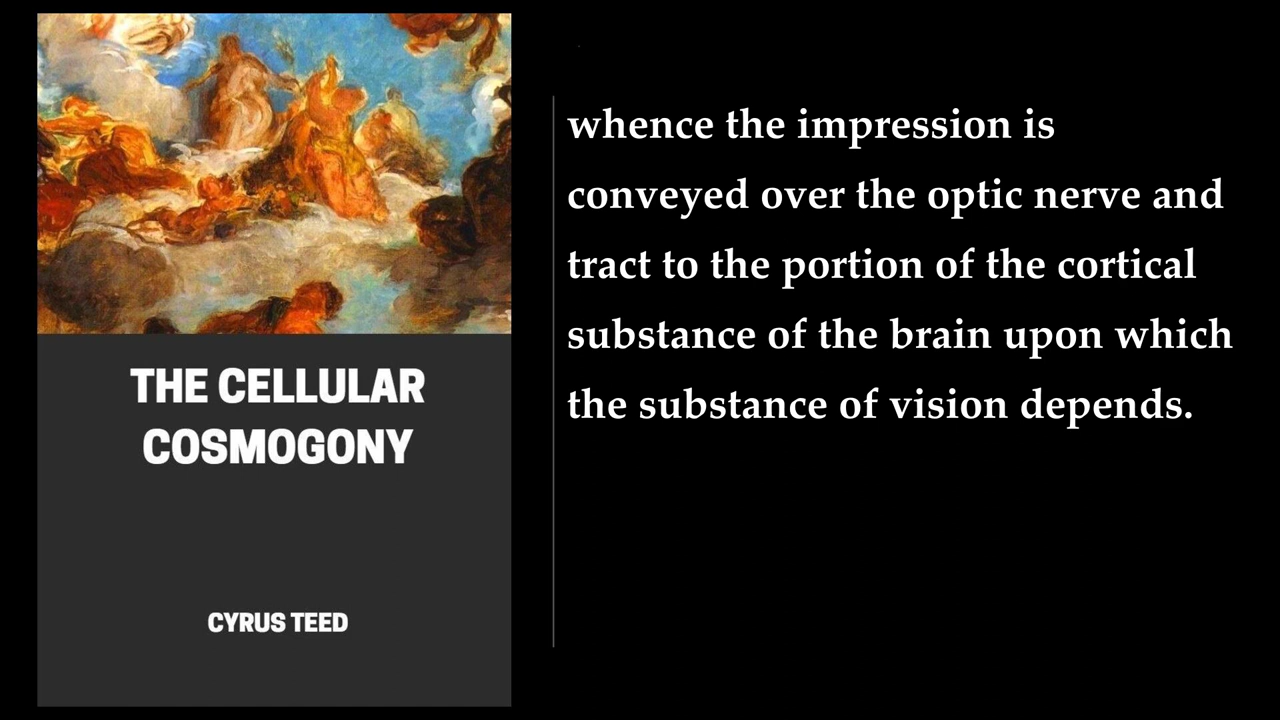 THE CELLULAR
COSMOGONY
CYRUS TEED
whence the impression is
conveyed over the optic nerve and
tract to the portion of the cortical
substance of the brain upon which
the substance of vision depends.